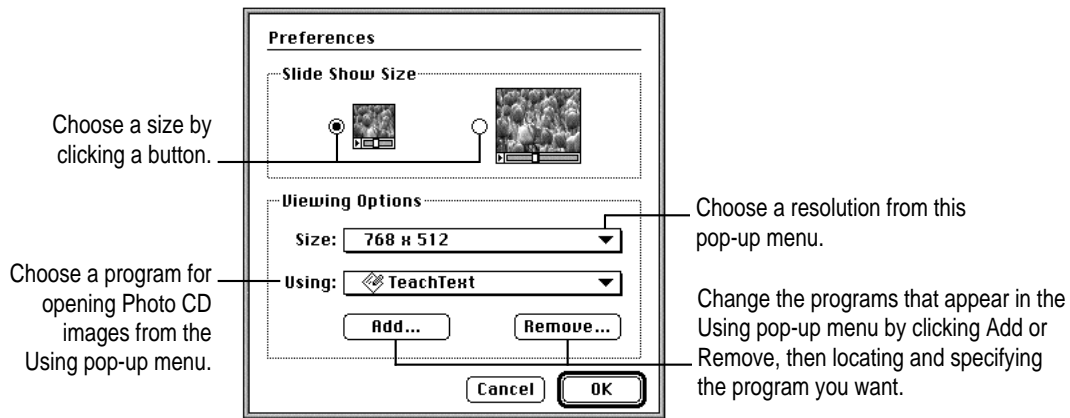 Preferences
Slide Show Size
Choose a size by
clicking a button.
Viewing Options
Size: 768 x 512
Choose a resolution from this
pop-up menu.
Choose a program for
opening Photo CD
images from the
Using pop-up menu.
Using: TeachText
Add... Remove...
Change the programs that appear in the
Using pop-up menu by clicking Add or
Remove, then locating and specifying
the program you want.
Cancel OK